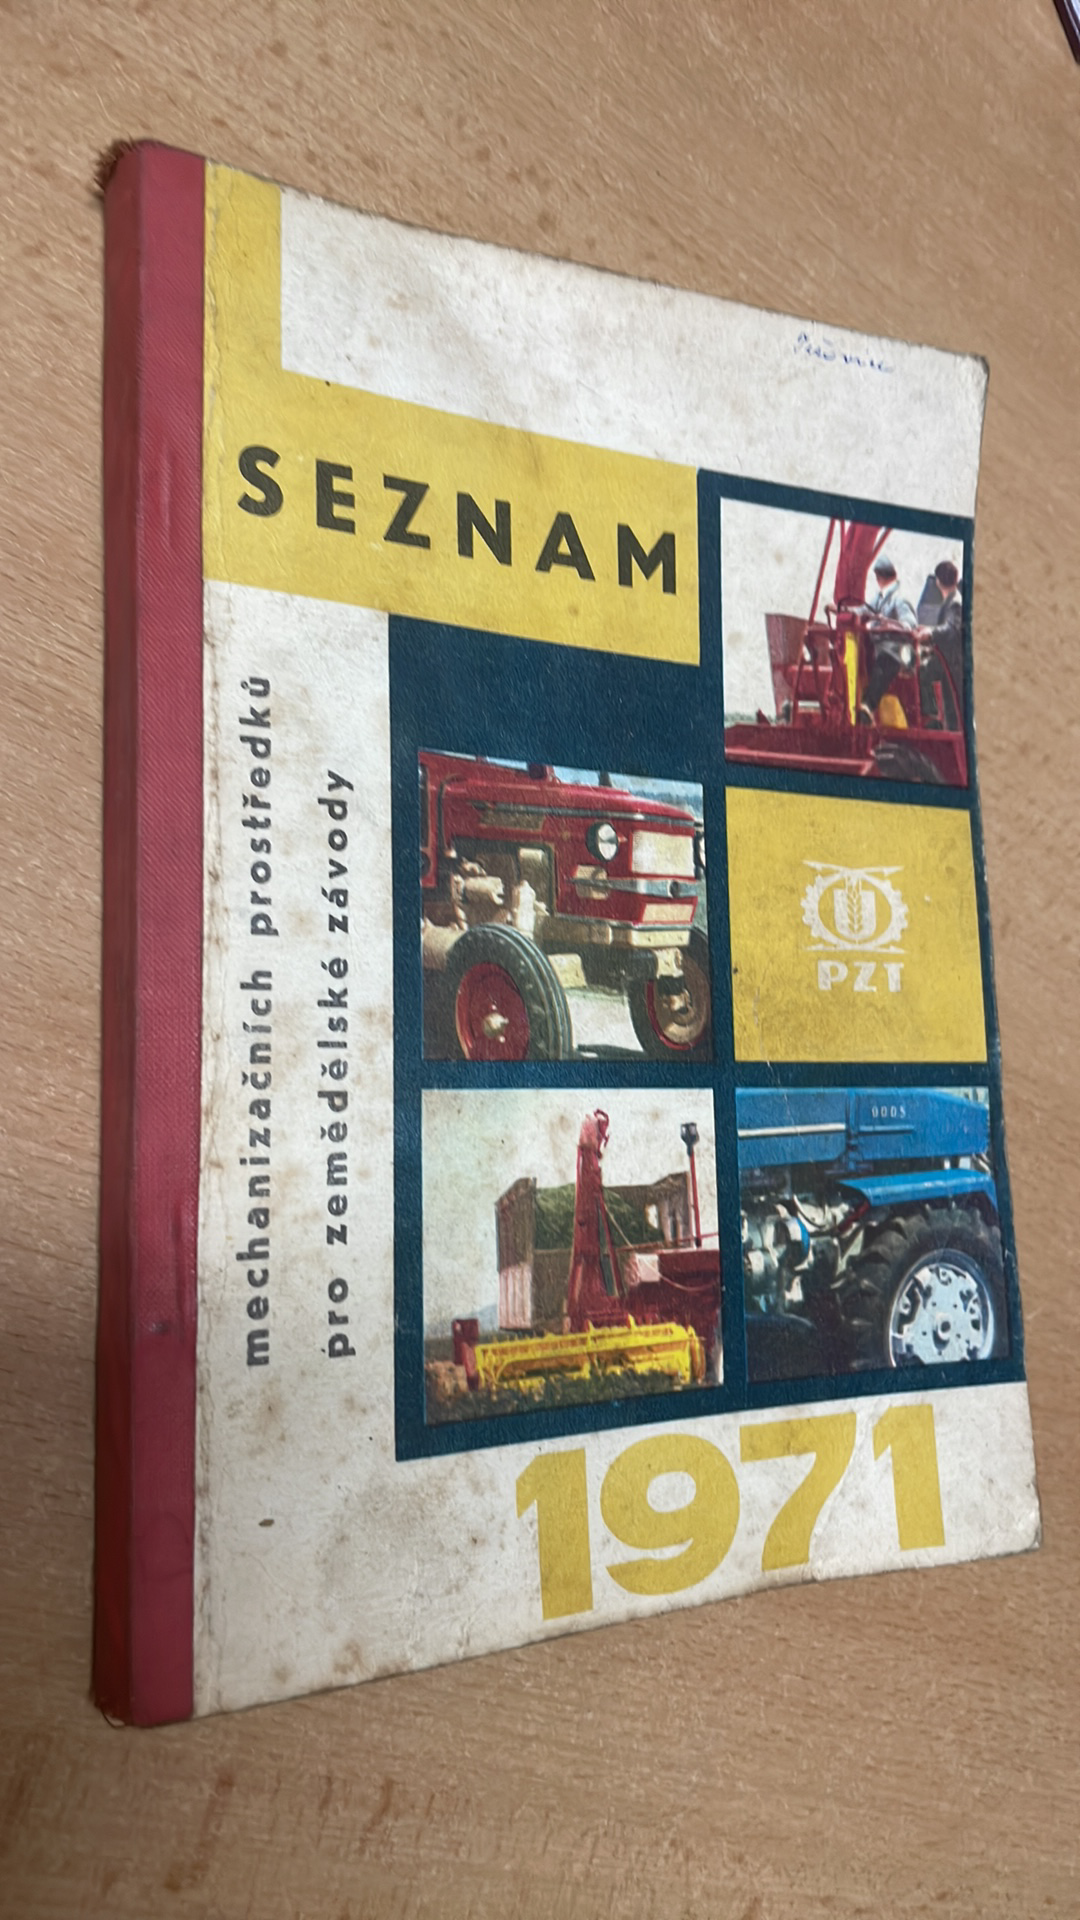 SEZNAM
mechanizačních prostředků
pro zemědělské závody
PZT
1971